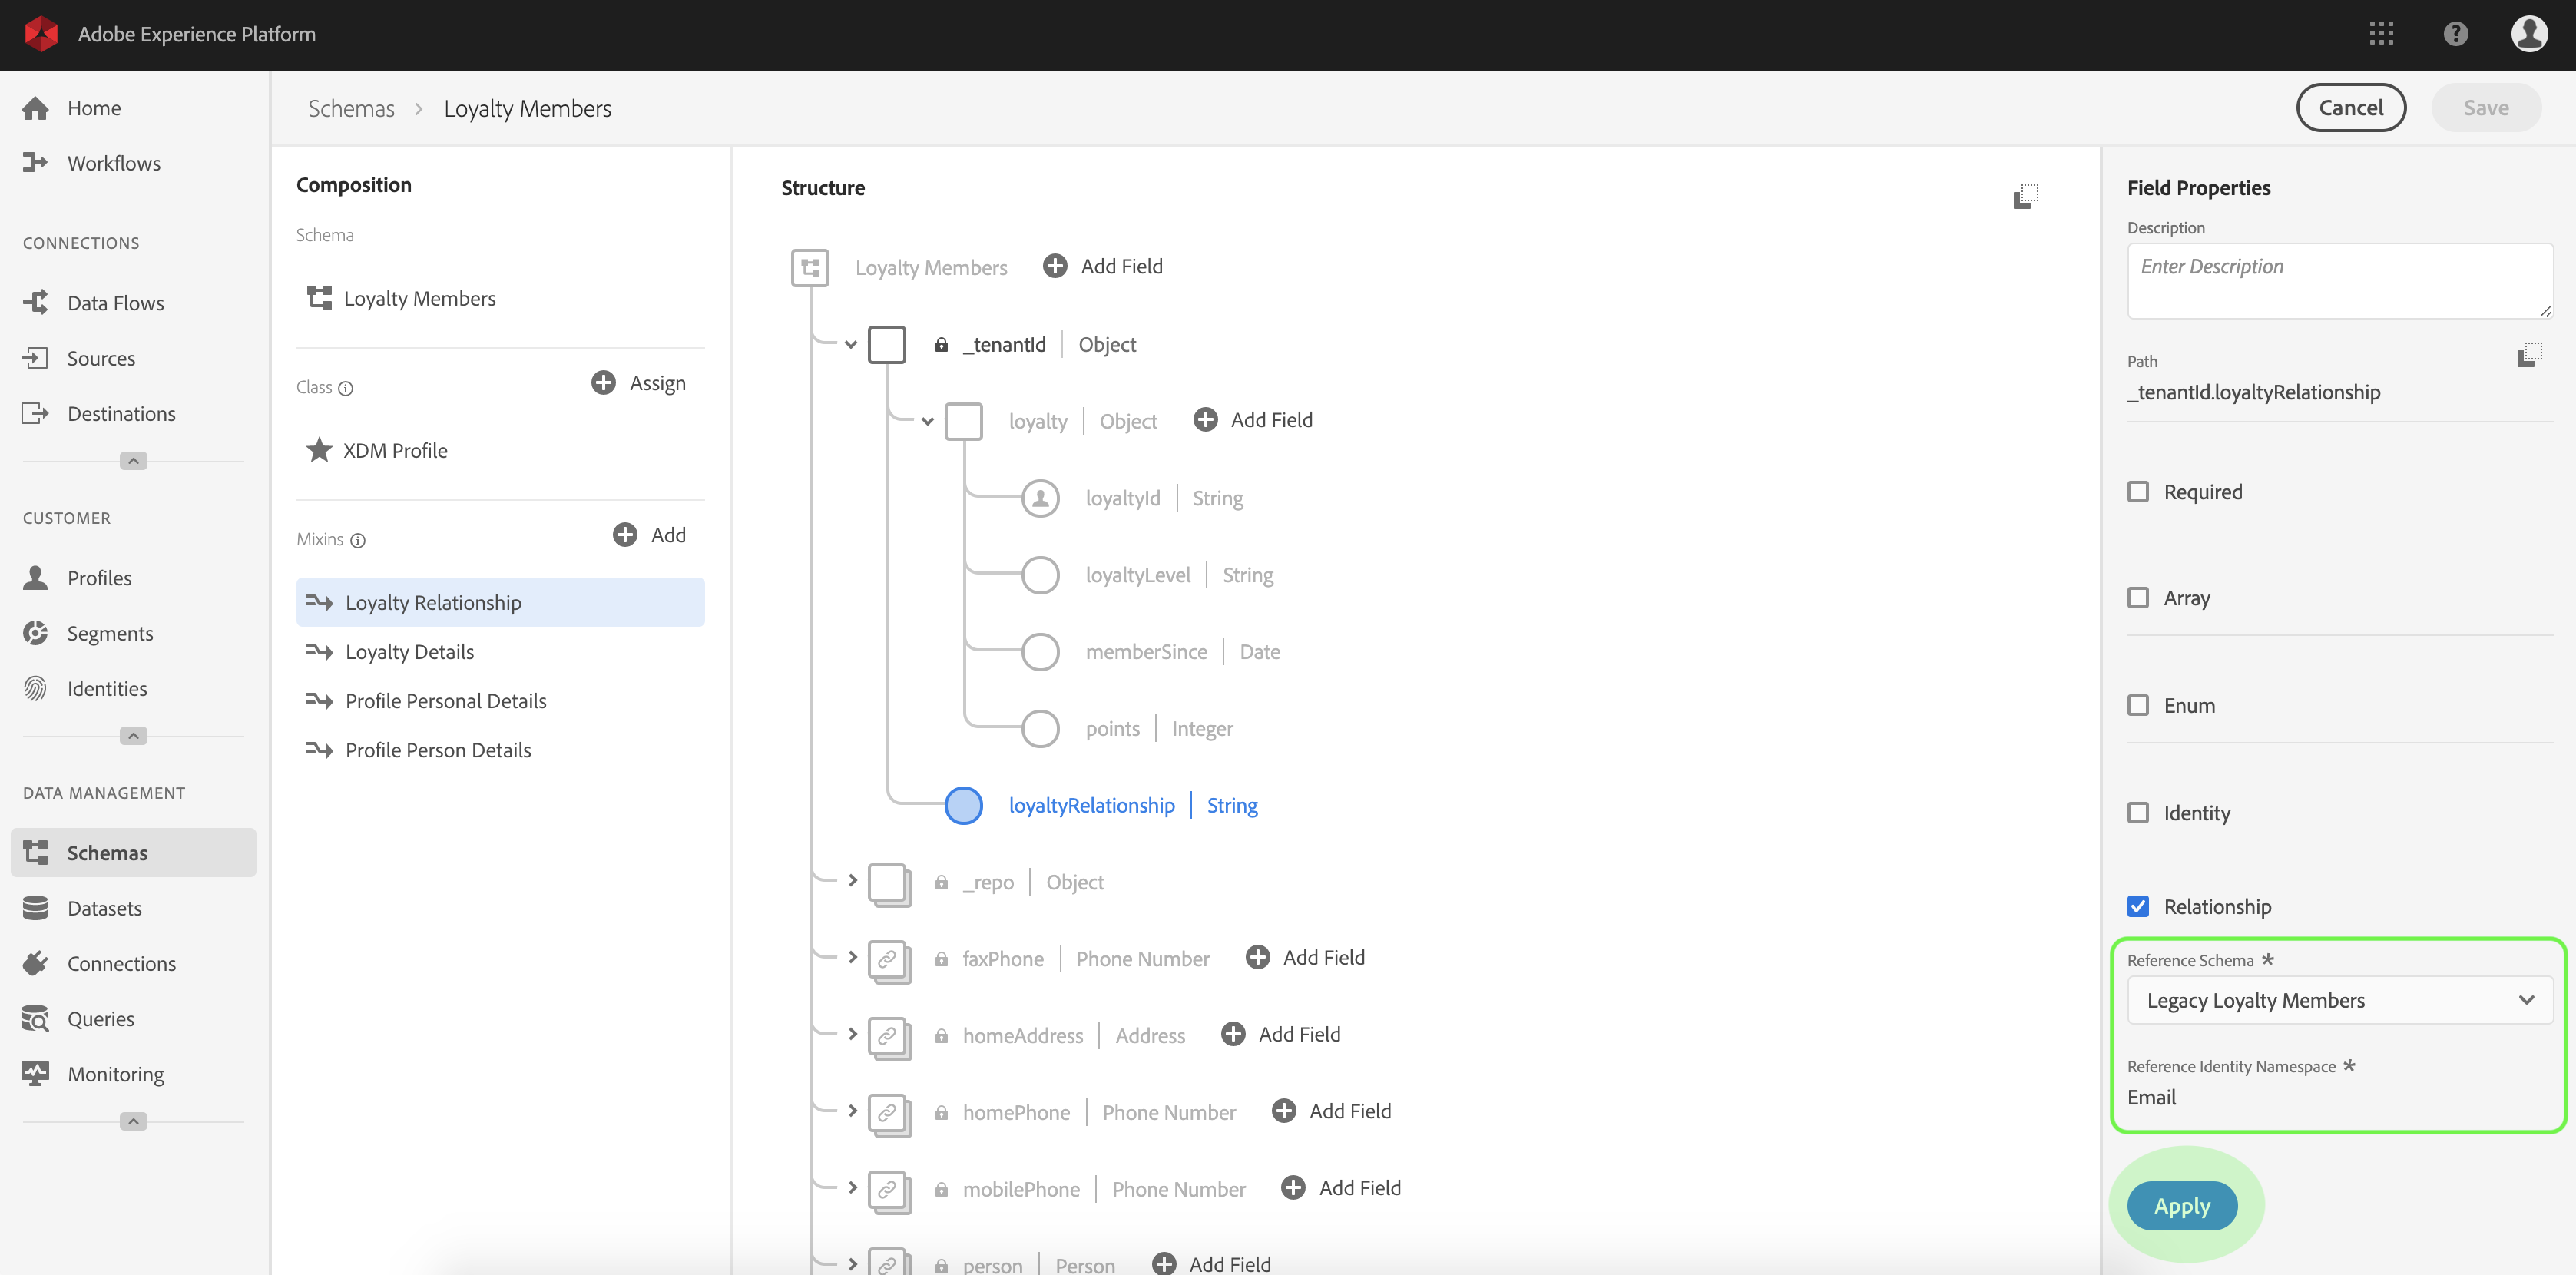 Adobe Experience Platform
Home
Workflows
CONNECTIONS
Data Flows
Sources
Destinations
CUSTOMER
Profiles
Segments
Identities
DATA MANAGEMENT
Schemas
Datasets
Connections
Queries
Monitoring
Schemas > Loyalty Members
Cancel
Save
Composition
Schema
Loyalty Members
Class
Assign
XDM Profile
Mixins
Add
Loyalty Relationship
Loyalty Details
Profile Personal Details
Profile Person Details
Structure
Loyalty Members Add Field
_tenantId | Object
loyalty | Object Add Field
loyaltyId | String
loyaltyLevel | String
memberSince | Date
points | Integer
loyaltyRelationship | String
_repo | Object
faxPhone | Phone Number Add Field
homeAddress | Address Add Field
homePhone | Phone Number Add Field
mobilePhone | Phone Number Add Field
person | Person Add Field
Field Properties
Description
Enter Description
Path
_tenantId.loyaltyRelationship
Required
Array
Enum
Identity
Relationship
Reference Schema *
Legacy Loyalty Members
Reference Identity Namespace *
Email
Apply